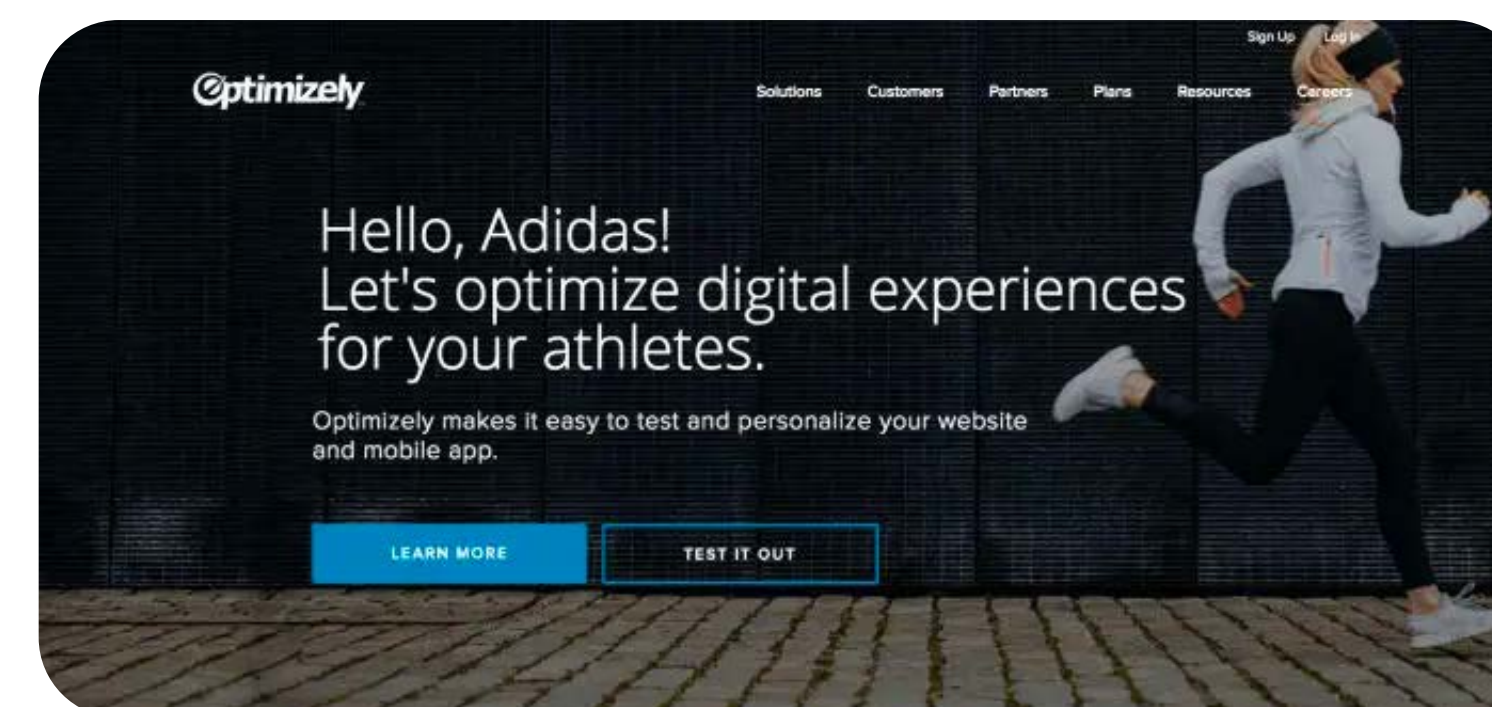 Sign Up Log In
Optimizely
Solutions Customers Partners Plans Resources Careers
Hello, Adidas!
Let's optimize digital experiences
for your athletes.
Optimizely makes it easy to test and personalize your website
and mobile app.
LEARN MORE TEST IT OUT